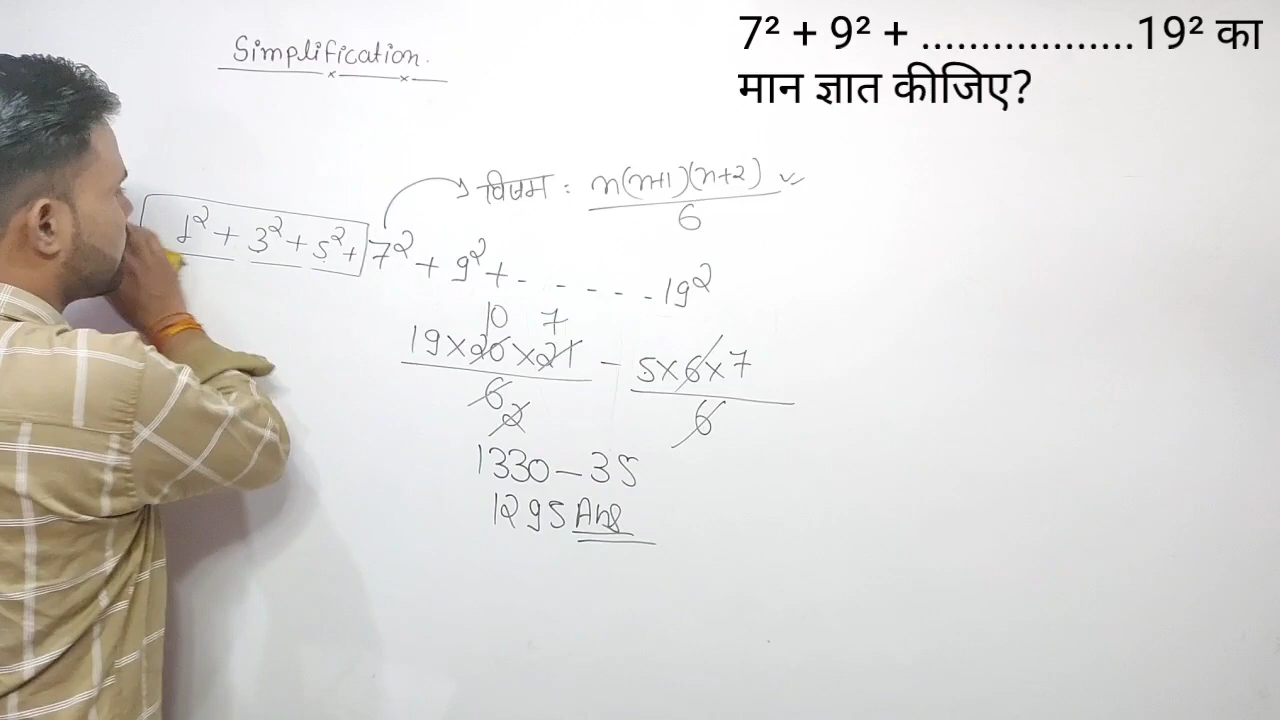 7² + 9² + ..................19² का
मान ज्ञात कीजिए?
Simplification.
विषम : n(n+1)(n+2)
6
1² + 3² + 5² + 7² + 9² + - - - - - 19²
10 7
19×20×21 - 5×6×7
6 6
2
1330-35
1295 Ans